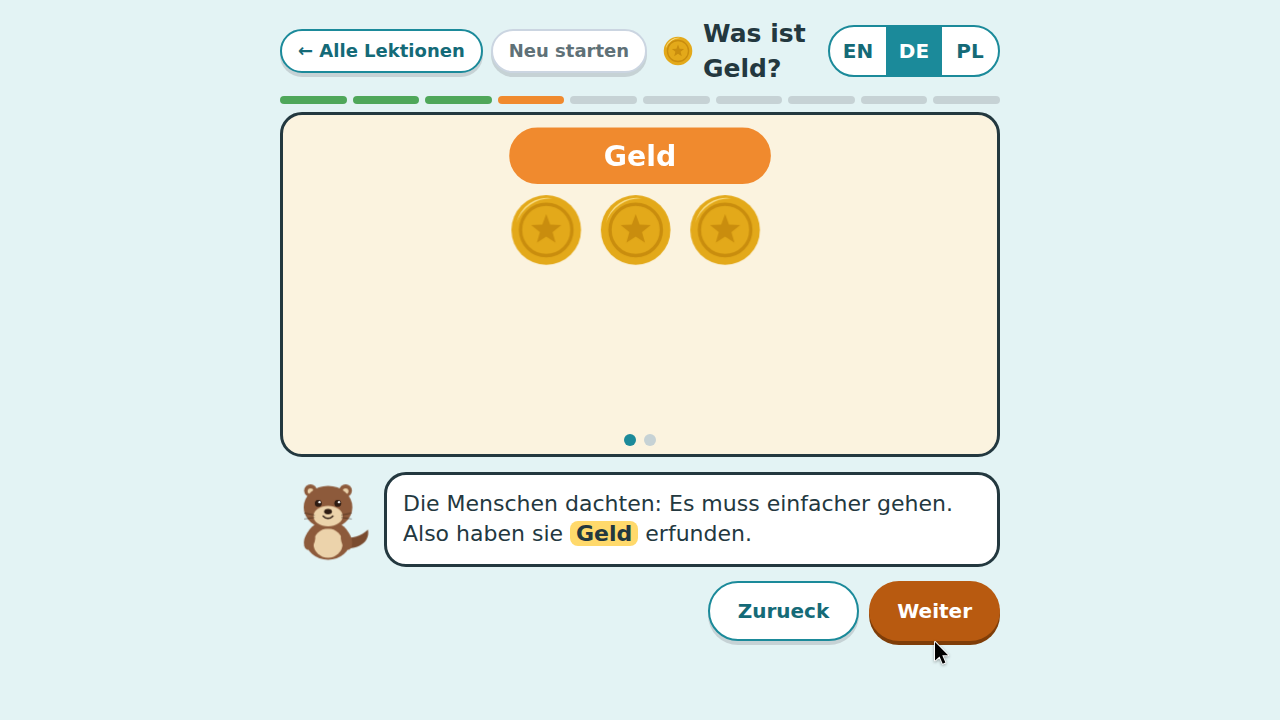 ← Alle Lektionen
Neu starten
Was ist
Geld?
EN DE PL
Geld
Die Menschen dachten: Es muss einfacher gehen.
Also haben sie Geld erfunden.
Zurueck
Weiter